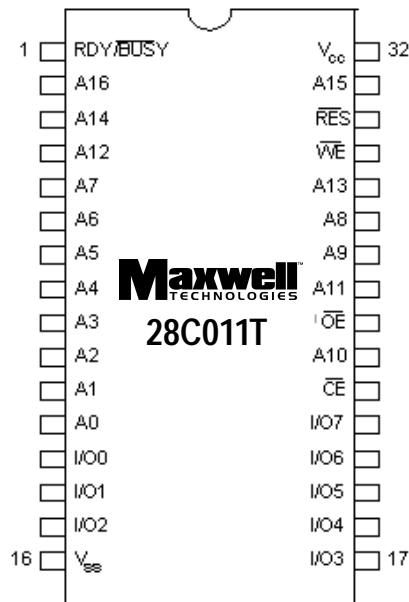 1 RDY/BUSY Vcc 32
A16 A15
A14 RES
A12 WE
A7 A13
A6 A8
A5 A9
Maxwell™
TECHNOLOGIES
A4 A11
28C011T
A3 OE
A2 A10
A1 CE
A0 I/O7
I/O0 I/O6
I/O1 I/O5
I/O2 I/O4
16 Vss I/O3 17